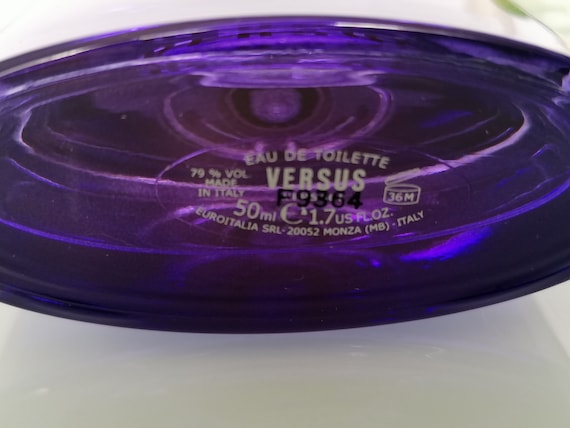 EAU DE TOILETTE
79 % VOL.
MADE
IN ITALY
VERSUS
F9364
36M
50ml ℮ 1.7 US FL.OZ.
EUROITALIA SRL - 20052 MONZA (MB) - ITALY